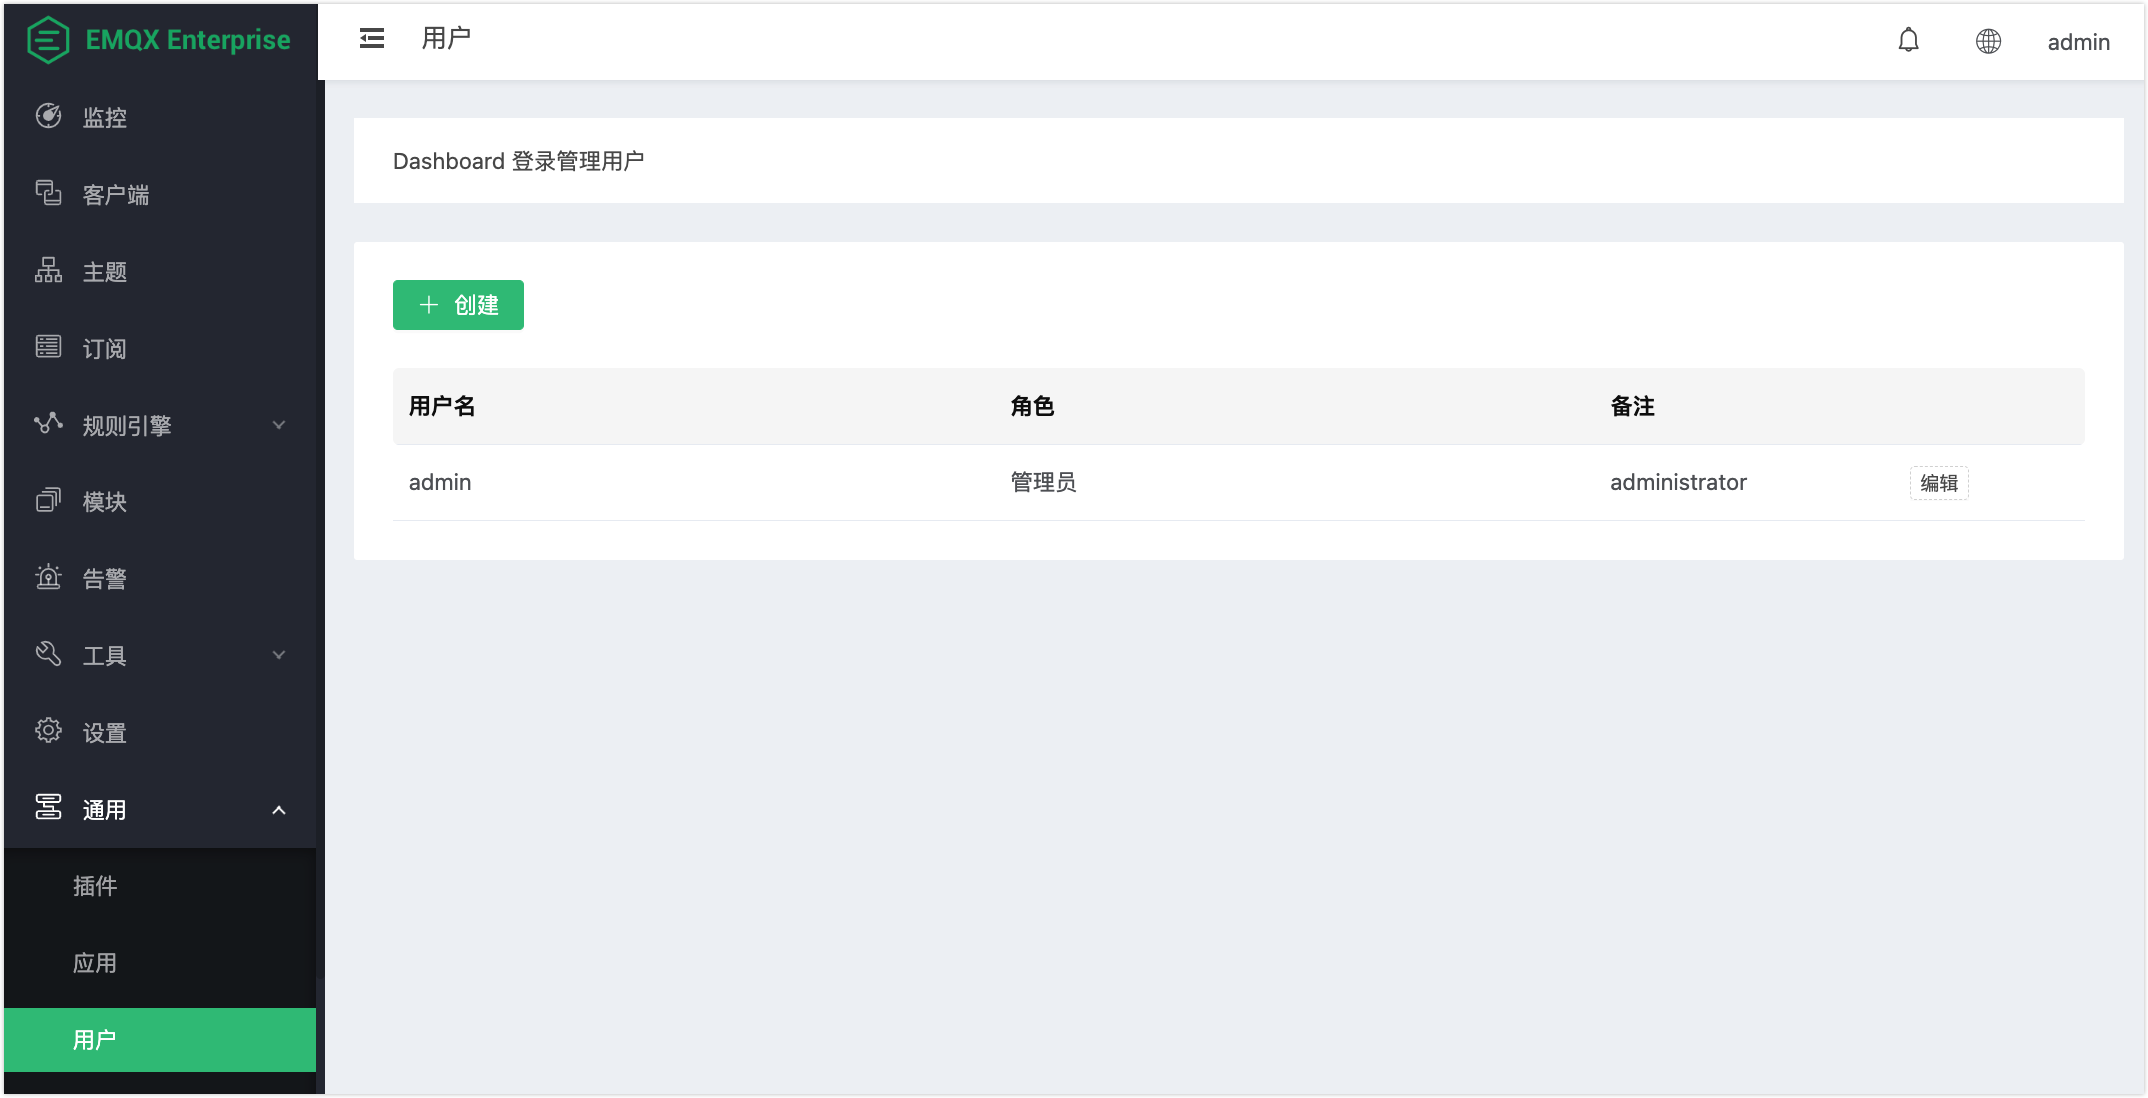 EMQX Enterprise
监控
客户端
主题
订阅
规则引擎
模块
告警
工具
设置
通用
插件
应用
用户
用户
admin
Dashboard 登录管理用户
创建
用户名 角色 备注
admin 管理员 administrator 编辑